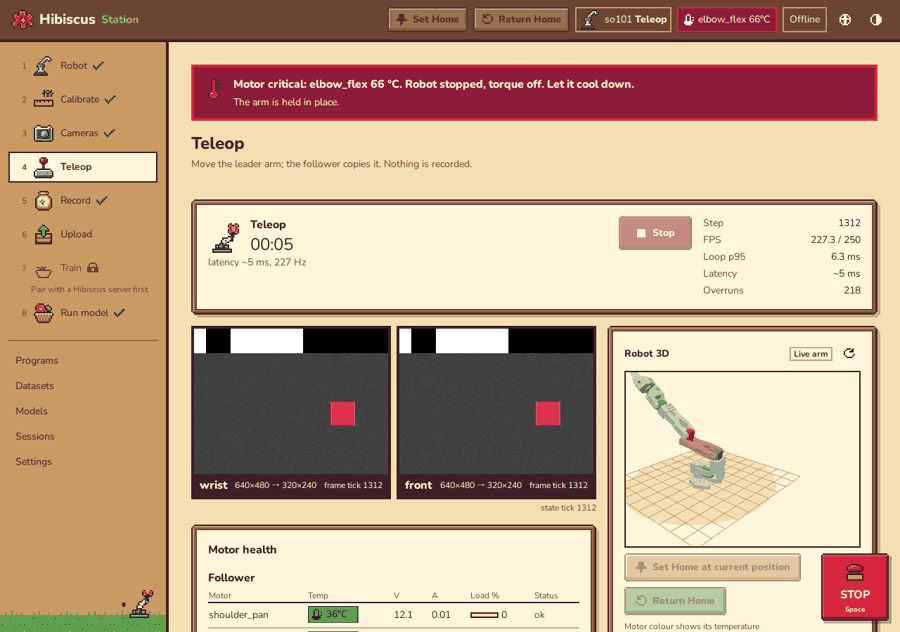 Hibiscus Station
Set Home
Return Home
so101 Teleop
elbow_flex 66°C
Offline
1 Robot
2 Calibrate
3 Cameras
4 Teleop
5 Record
6 Upload
7 Train
Pair with a Hibiscus server first.
8 Run model
Programs
Datasets
Models
Sessions
Settings
Motor critical: elbow_flex 66 °C. Robot stopped, torque off. Let it cool down.
The arm is held in place.
Teleop
Move the leader arm; the follower copies it. Nothing is recorded.
Teleop
00:05
latency ~5 ms, 227 Hz
Stop
Step 1312
FPS 227.3 / 250
Loop p95 6.3 ms
Latency ~5 ms
Overruns 218
wrist 640×480 → 320×240 frame tick 1312
front 640×480 → 320×240 frame tick 1312
state tick 1312
Motor health
Follower
Motor Temp V A Load % Status
shoulder_pan 36°C 12.1 0.01 0 ok
Robot 3D
Live arm
Set Home at current position
Return Home
Motor colour shows its temperature
STOP
Space